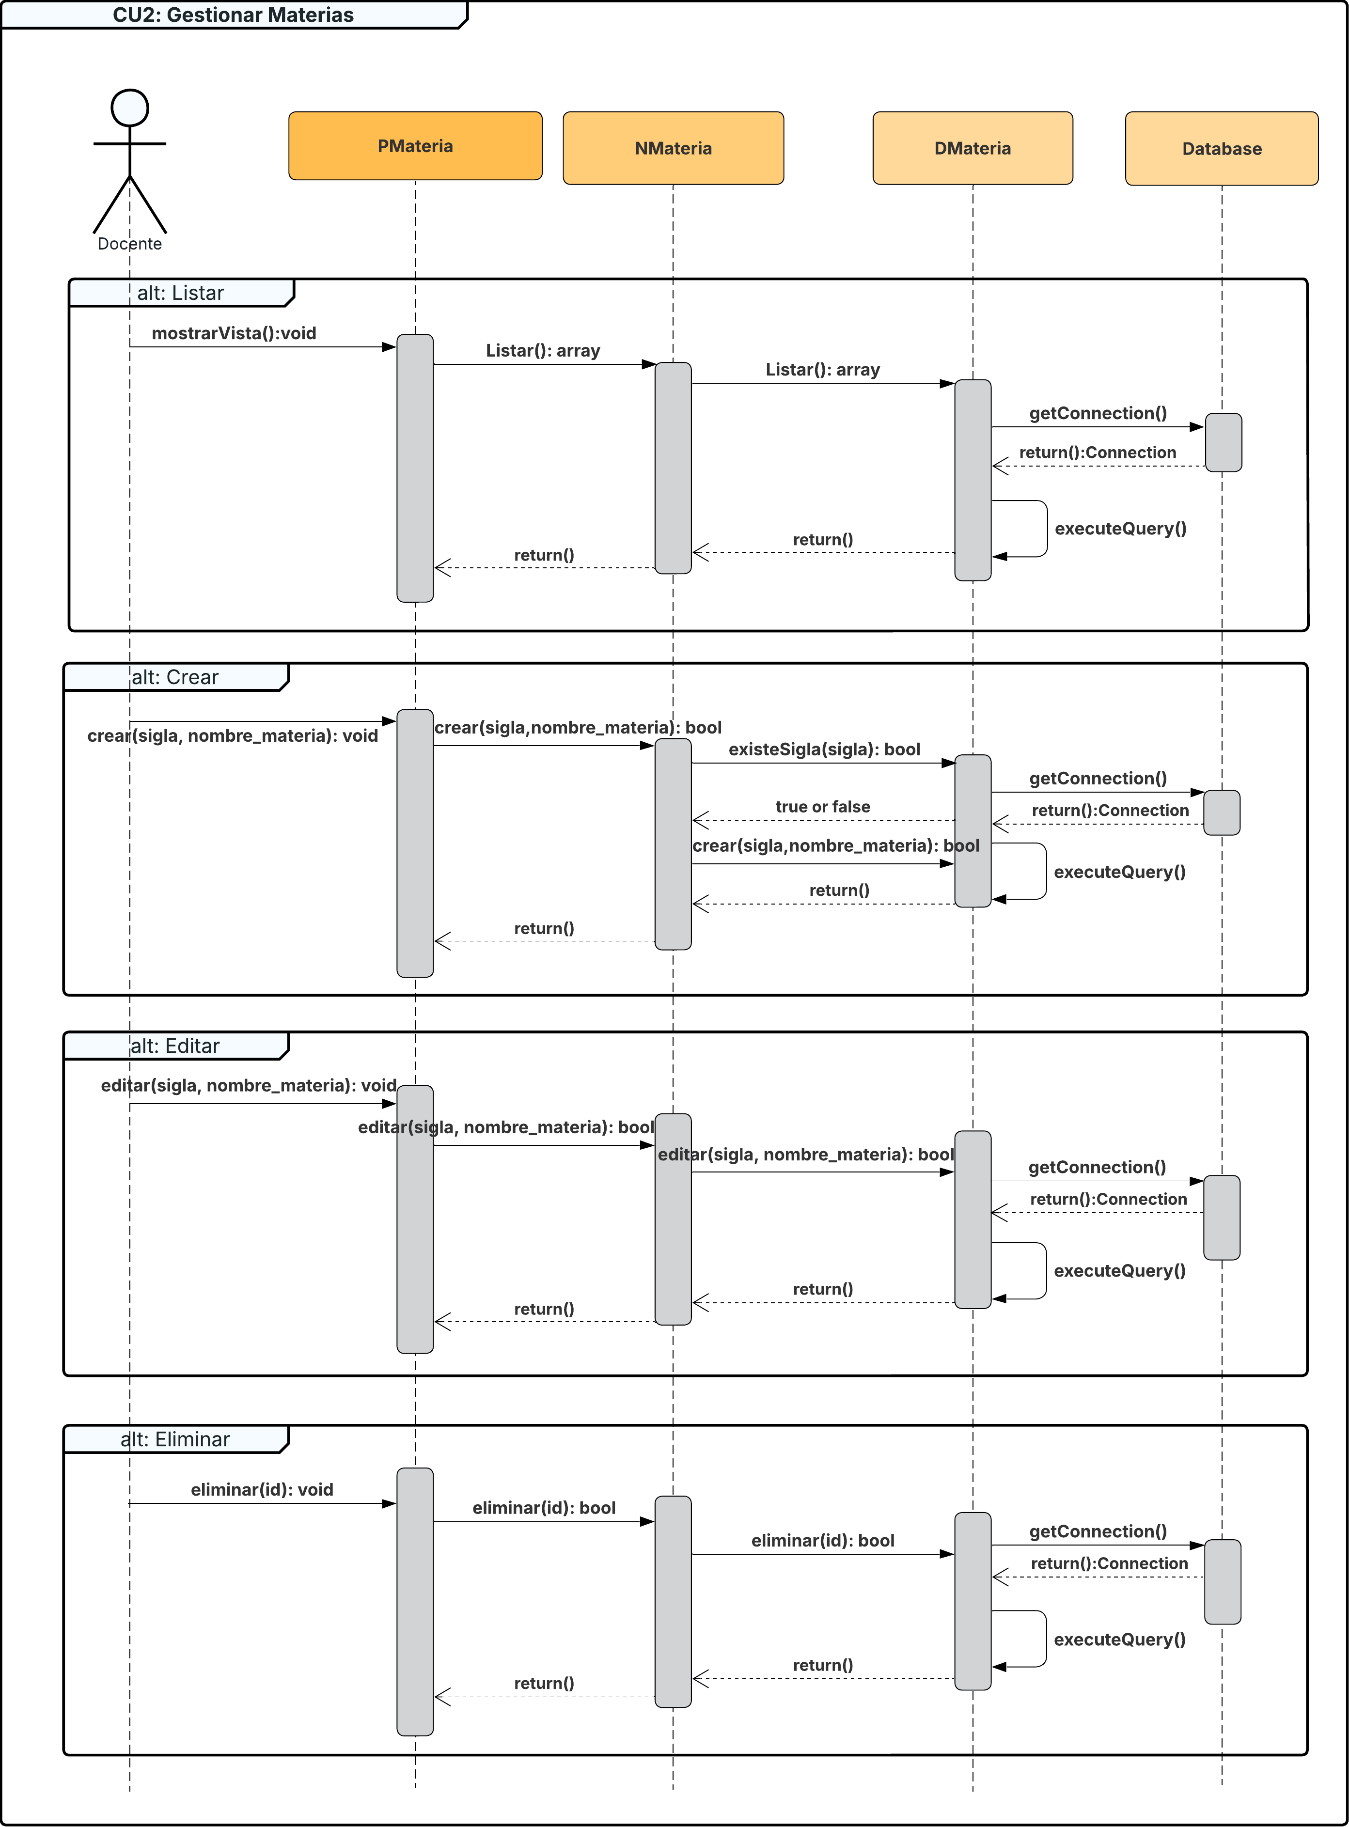 CU2: Gestionar Materias
PMateria
NMateria
DMateria
Database
Docente
alt: Listar
mostrarVista():void
Listar(): array
Listar(): array
getConnection()
return():Connection
executeQuery()
return()
return()
alt: Crear
crear(sigla, nombre_materia): void
crear(sigla,nombre_materia): bool
existeSigla(sigla): bool
getConnection()
true or false
return():Connection
crear(sigla,nombre_materia): bool
executeQuery()
return()
return()
alt: Editar
editar(sigla, nombre_materia): void
editar(sigla, nombre_materia): bool
editar(sigla, nombre_materia): bool
getConnection()
return():Connection
executeQuery()
return()
return()
alt: Eliminar
eliminar(id): void
eliminar(id): bool
eliminar(id): bool
getConnection()
return():Connection
executeQuery()
return()
return()